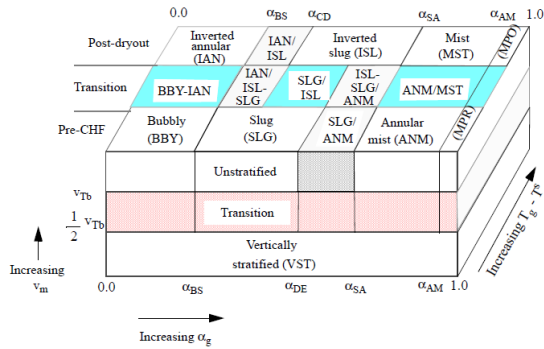 0.0 αBS αCD αSA αAM 1.0
Post-dryout
Inverted
annular
(IAN)
IAN/
ISL
Inverted
slug (ISL)
Mist
(MST)
(MPO)
Transition
BBY-IAN
IAN/
ISL-
SLG
SLG/
ISL
ISL-
SLG/
ANM
ANM/MST
Pre-CHF
Bubbly
(BBY)
Slug
(SLG)
SLG/
ANM
Annular
mist (ANM)
(MPR)
Unstratified
vTb
Transition
1/2 vTb
Vertically
stratified (VST)
Increasing
vm
Increasing Tg - Ts
0.0 αBS αDE αSA αAM 1.0
Increasing αg